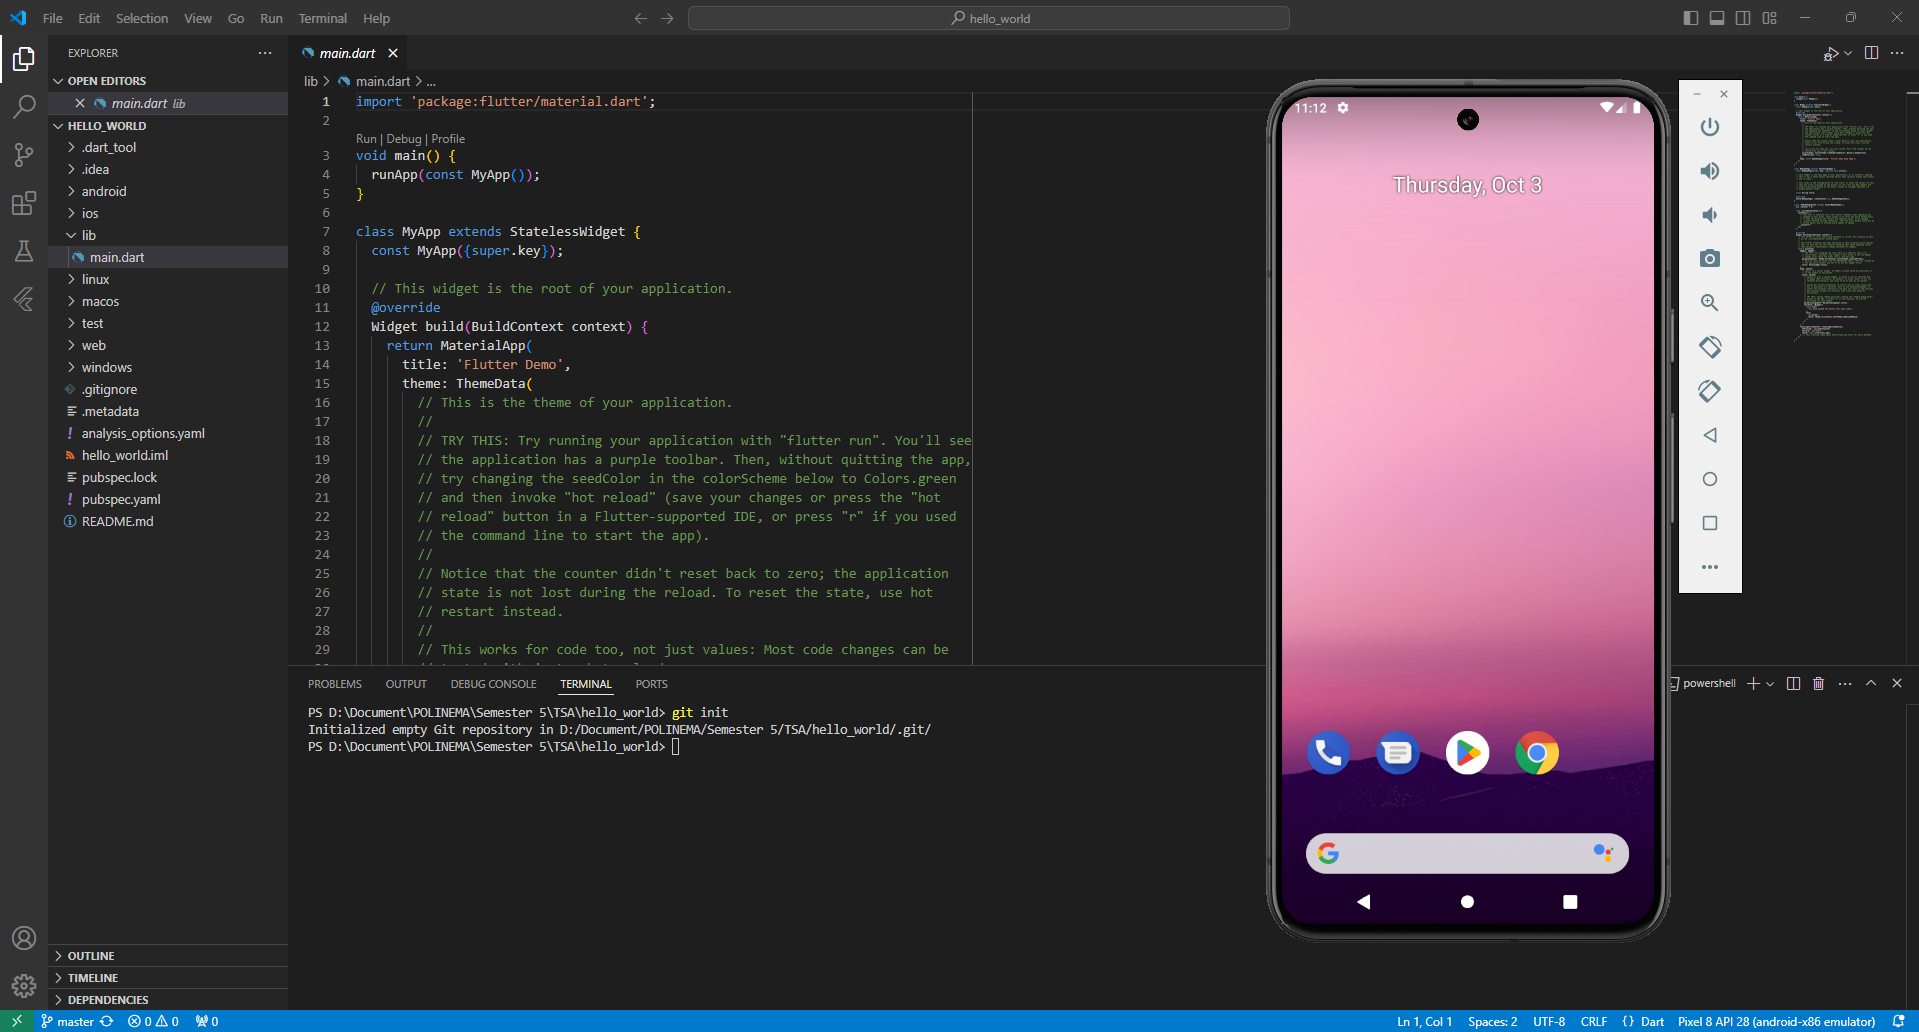 File Edit Selection View Go Run Terminal Help
hello_world
EXPLORER
OPEN EDITORS
main.dart lib
HELLO_WORLD
.dart_tool
.idea
android
ios
lib
main.dart
linux
macos
test
web
windows
.gitignore
.metadata
analysis_options.yaml
hello_world.iml
pubspec.lock
pubspec.yaml
README.md
OUTLINE
TIMELINE
DEPENDENCIES
main.dart
lib > main.dart > ...
1 import 'package:flutter/material.dart';
2
Run | Debug | Profile
3 void main() {
4 runApp(const MyApp());
5 }
6
7 class MyApp extends StatelessWidget {
8 const MyApp({super.key});
9
10 // This widget is the root of your application.
11 @override
12 Widget build(BuildContext context) {
13 return MaterialApp(
14 title: 'Flutter Demo',
15 theme: ThemeData(
16 // This is the theme of your application.
17 //
18 // TRY THIS: Try running your application with "flutter run". You'll see
19 // the application has a purple toolbar. Then, without quitting the app,
20 // try changing the seedColor in the colorScheme below to Colors.green
21 // and then invoke "hot reload" (save your changes or press the "hot
22 // reload" button in a Flutter-supported IDE, or press "r" if you used
23 // the command line to start the app).
24 //
25 // Notice that the counter didn't reset back to zero; the application
26 // state is not lost during the reload. To reset the state, use hot
27 // restart instead.
28 //
29 // This works for code too, not just values: Most code changes can be
PROBLEMS OUTPUT DEBUG CONSOLE TERMINAL PORTS
powershell
PS D:\Document\POLINEMA\Semester 5\TSA\hello_world> git init
Initialized empty Git repository in D:/Document/POLINEMA/Semester 5/TSA/hello_world/.git/
PS D:\Document\POLINEMA\Semester 5\TSA\hello_world>
11:12
Thursday, Oct 3
master 0 0 0
Ln 1, Col 1 Spaces: 2 UTF-8 CRLF {} Dart Pixel 8 API 28 (android-x86 emulator)